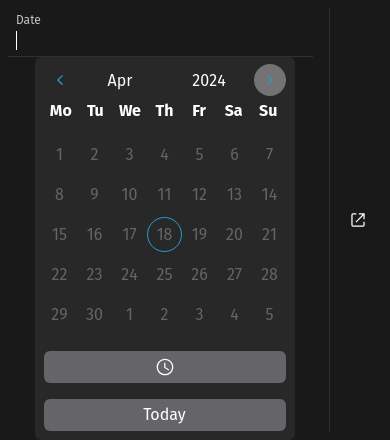 Date
Apr 2024
Mo Tu We Th Fr Sa Su
1 2 3 4 5 6 7
8 9 10 11 12 13 14
15 16 17 18 19 20 21
22 23 24 25 26 27 28
29 30 1 2 3 4 5
Today